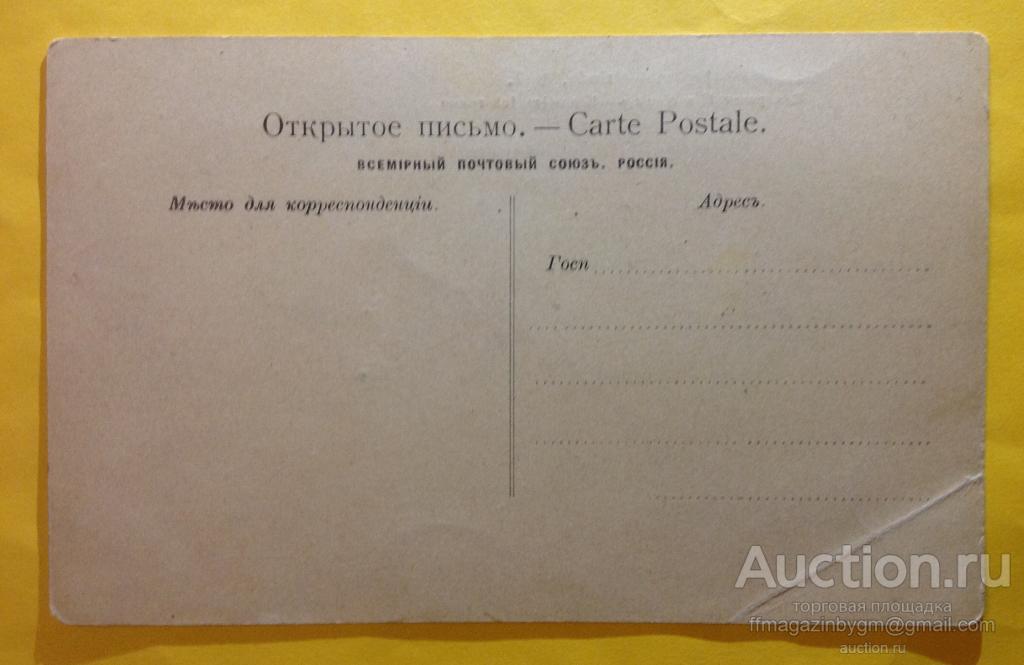 Открытое письмо. — Carte Postale.
ВСЕМІРНЫЙ ПОЧТОВЫЙ СОЮЗЪ. РОССІЯ.
Мѣсто для корреспонденціи.
Адресъ.
Госп
Auction.ru
торговая площадка
ffmagazinbygm@gmail.com
auction.ru